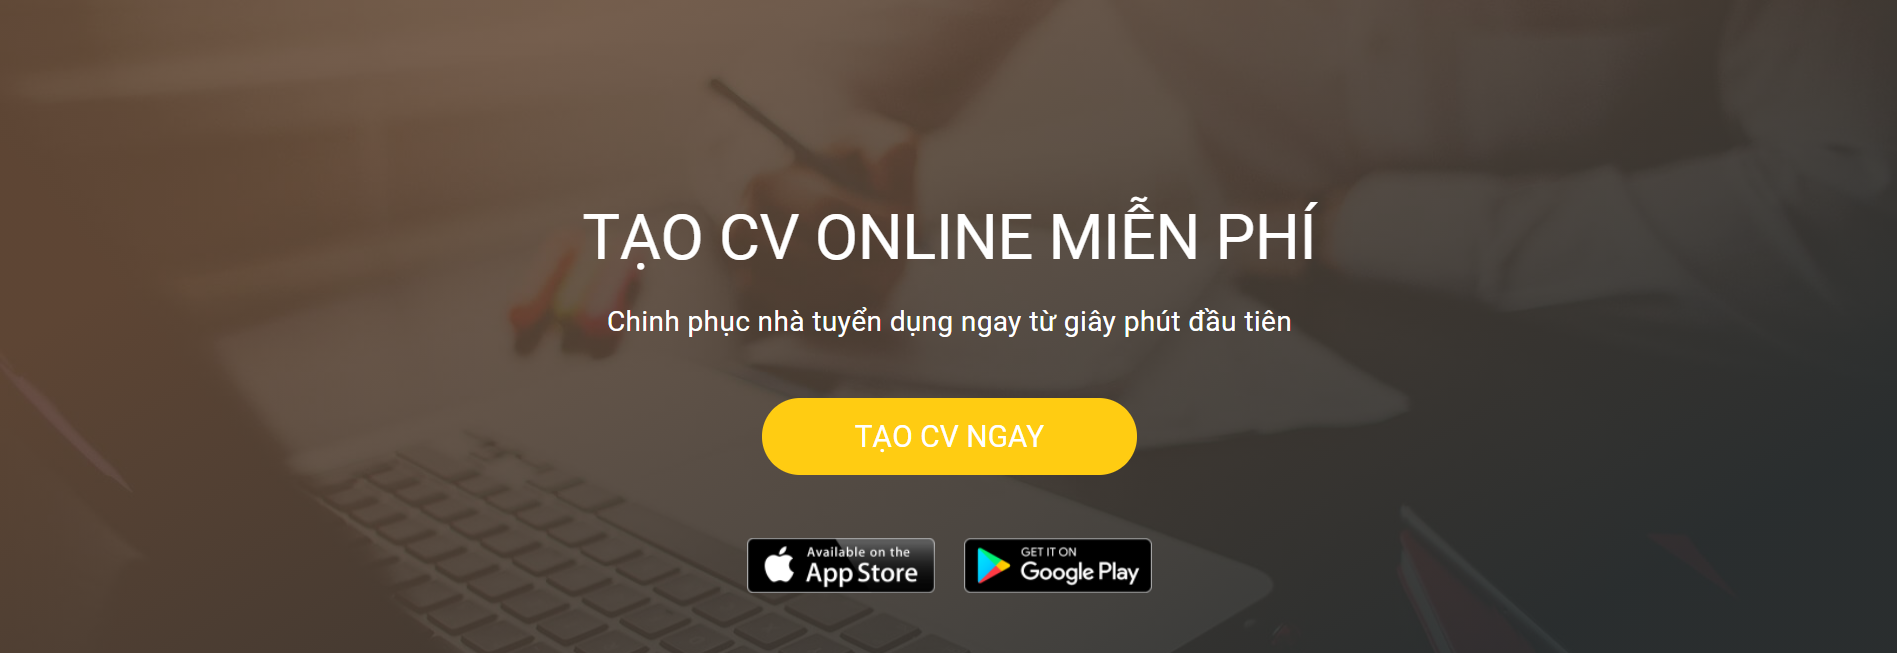 TẠO CV ONLINE MIỄN PHÍ
Chinh phục nhà tuyển dụng ngay từ giây phút đầu tiên
TẠO CV NGAY
Available on the
App Store
GET IT ON
Google Play